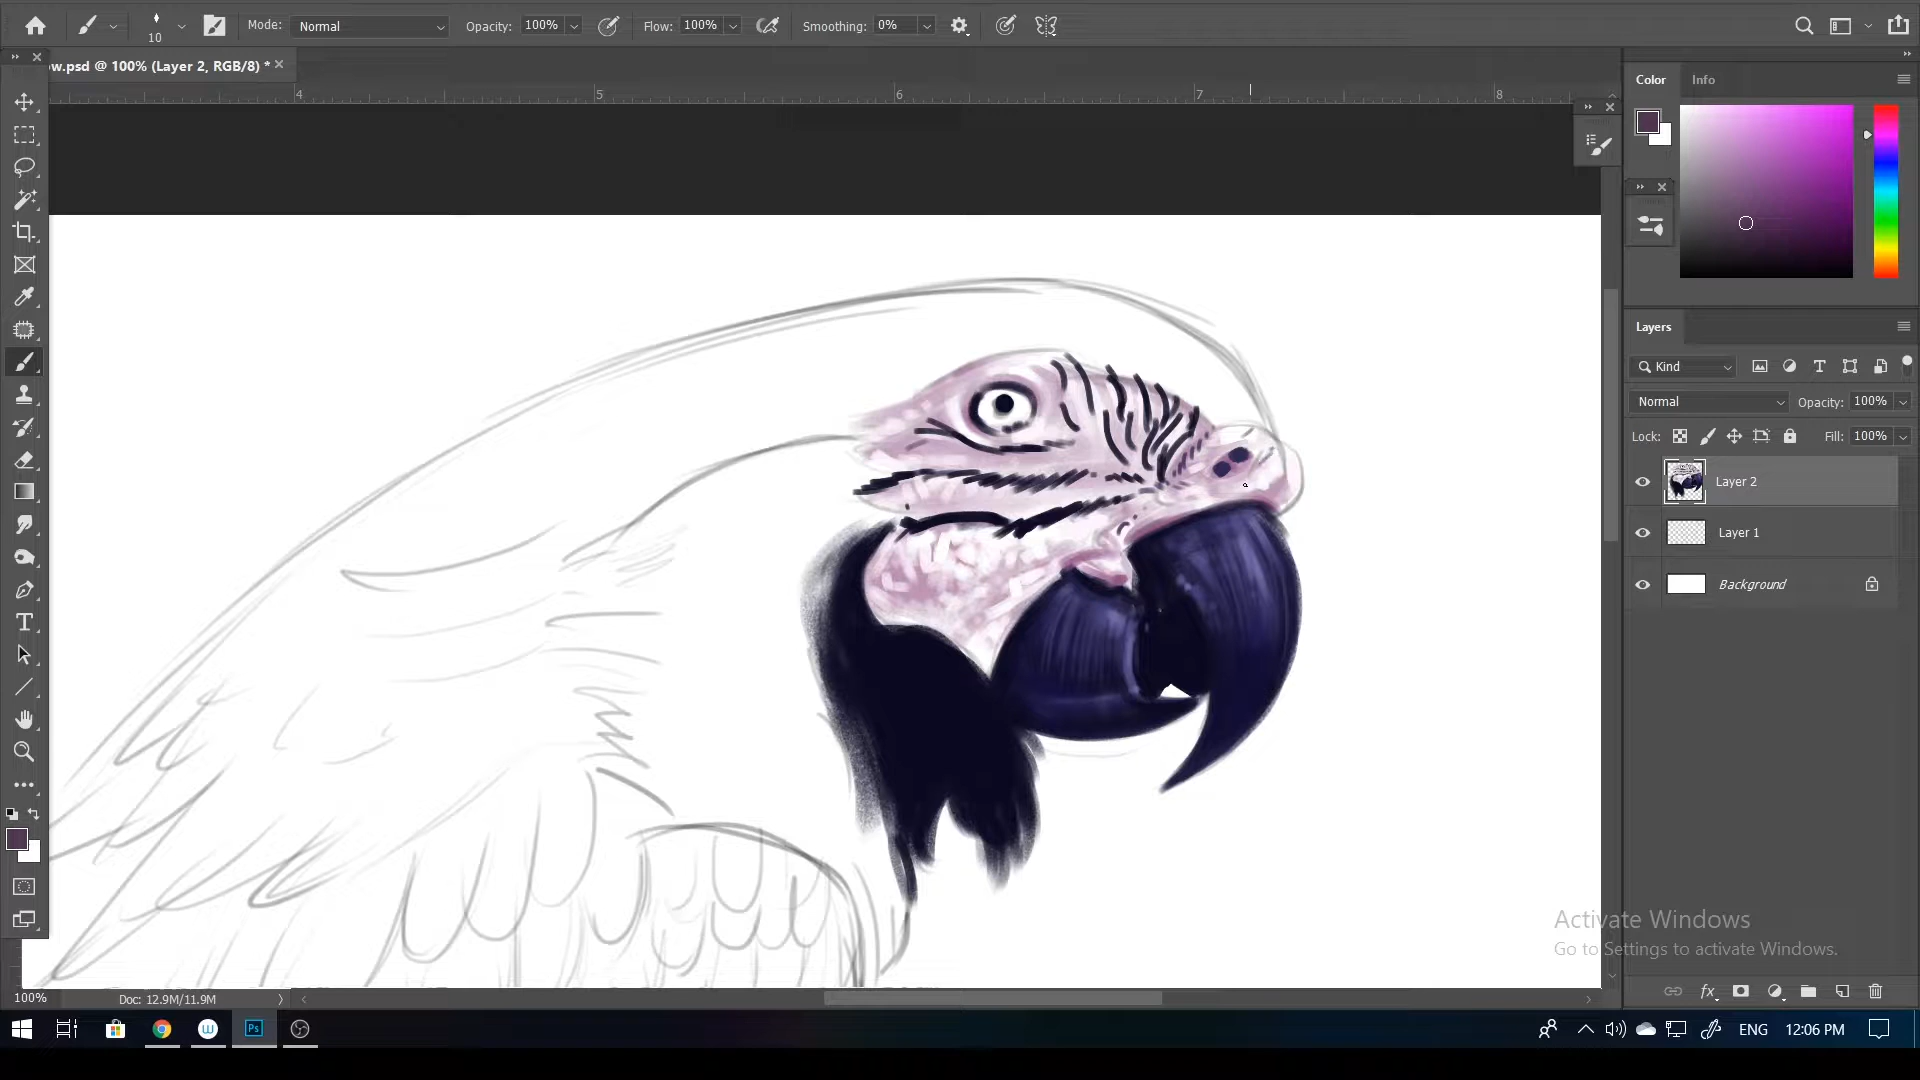 10
Mode: Normal
Opacity: 100%
Flow: 100%
Smoothing: 0%
ow.psd @ 100% (Layer 2, RGB/8) *
4 5 6 7 8
Color Info
Layers
Kind
Normal
Opacity: 100%
Lock:
Fill: 100%
Layer 2
Layer 1
Background
Activate Windows
Go to Settings to activate Windows.
100% Doc: 12.9M/11.9M
ENG 12:06 PM